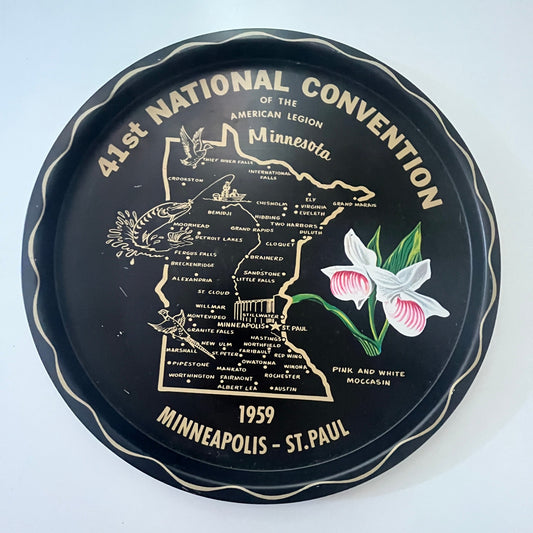 41st NATIONAL CONVENTION
OF THE
AMERICAN LEGION
Minnesota
THIEF RIVER FALLS
INTERNATIONAL
FALLS
CROOKSTON
ELY
CHISHOLM
VIRGINIA
GRAND MARAIS
BEMIDJI
EVELETH
HIBBING
MOORHEAD
GRAND RAPIDS
TWO HARBORS
DULUTH
DETROIT LAKES
CLOQUET
FERGUS FALLS
BRAINERD
BRECKENRIDGE
SANDSTONE
ALEXANDRIA
LITTLE FALLS
ST. CLOUD
WILLMAR
STILLWATER
MONTEVIDEO
MINNEAPOLIS
ST. PAUL
GRANITE FALLS
HASTINGS
NEW ULM
NORTHFIELD
MARSHALL
ST. PETER
FARIBAULT
RED WING
OWATONNA
PIPESTONE
MANKATO
WINONA
WORTHINGTON
FAIRMONT
ROCHESTER
ALBERT LEA
AUSTIN
PINK AND WHITE
MOCCASIN
1959
MINNEAPOLIS - ST. PAUL